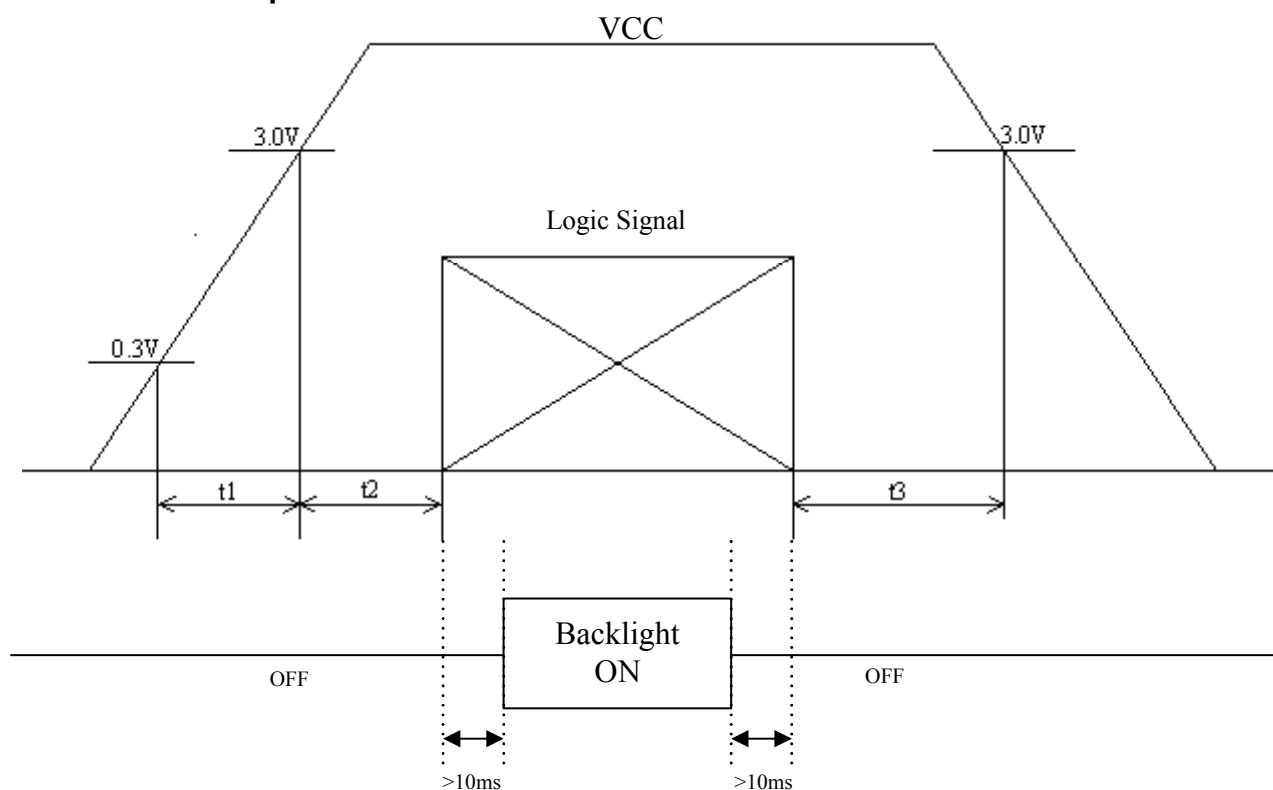 VCC
3.0V
3.0V
Logic Signal
0.3V
t1
t2
t3
Backlight
ON
OFF
OFF
>10ms
>10ms